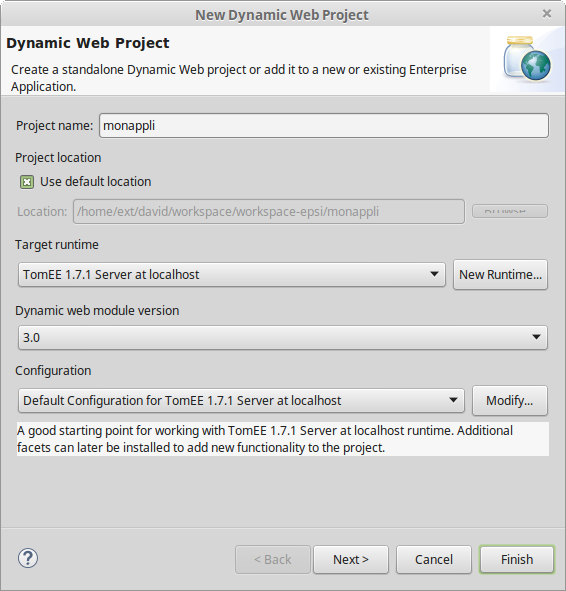 New Dynamic Web Project
Dynamic Web Project
Create a standalone Dynamic Web project or add it to a new or existing Enterprise
Application.
Project name: monappli
Project location
Use default location
Location: /home/ext/david/workspace/workspace-epsi/monappli Browse...
Target runtime
TomEE 1.7.1 Server at localhost New Runtime...
Dynamic web module version
3.0
Configuration
Default Configuration for TomEE 1.7.1 Server at localhost Modify...
A good starting point for working with TomEE 1.7.1 Server at localhost runtime. Additional
facets can later be installed to add new functionality to the project.
? < Back Next > Cancel Finish